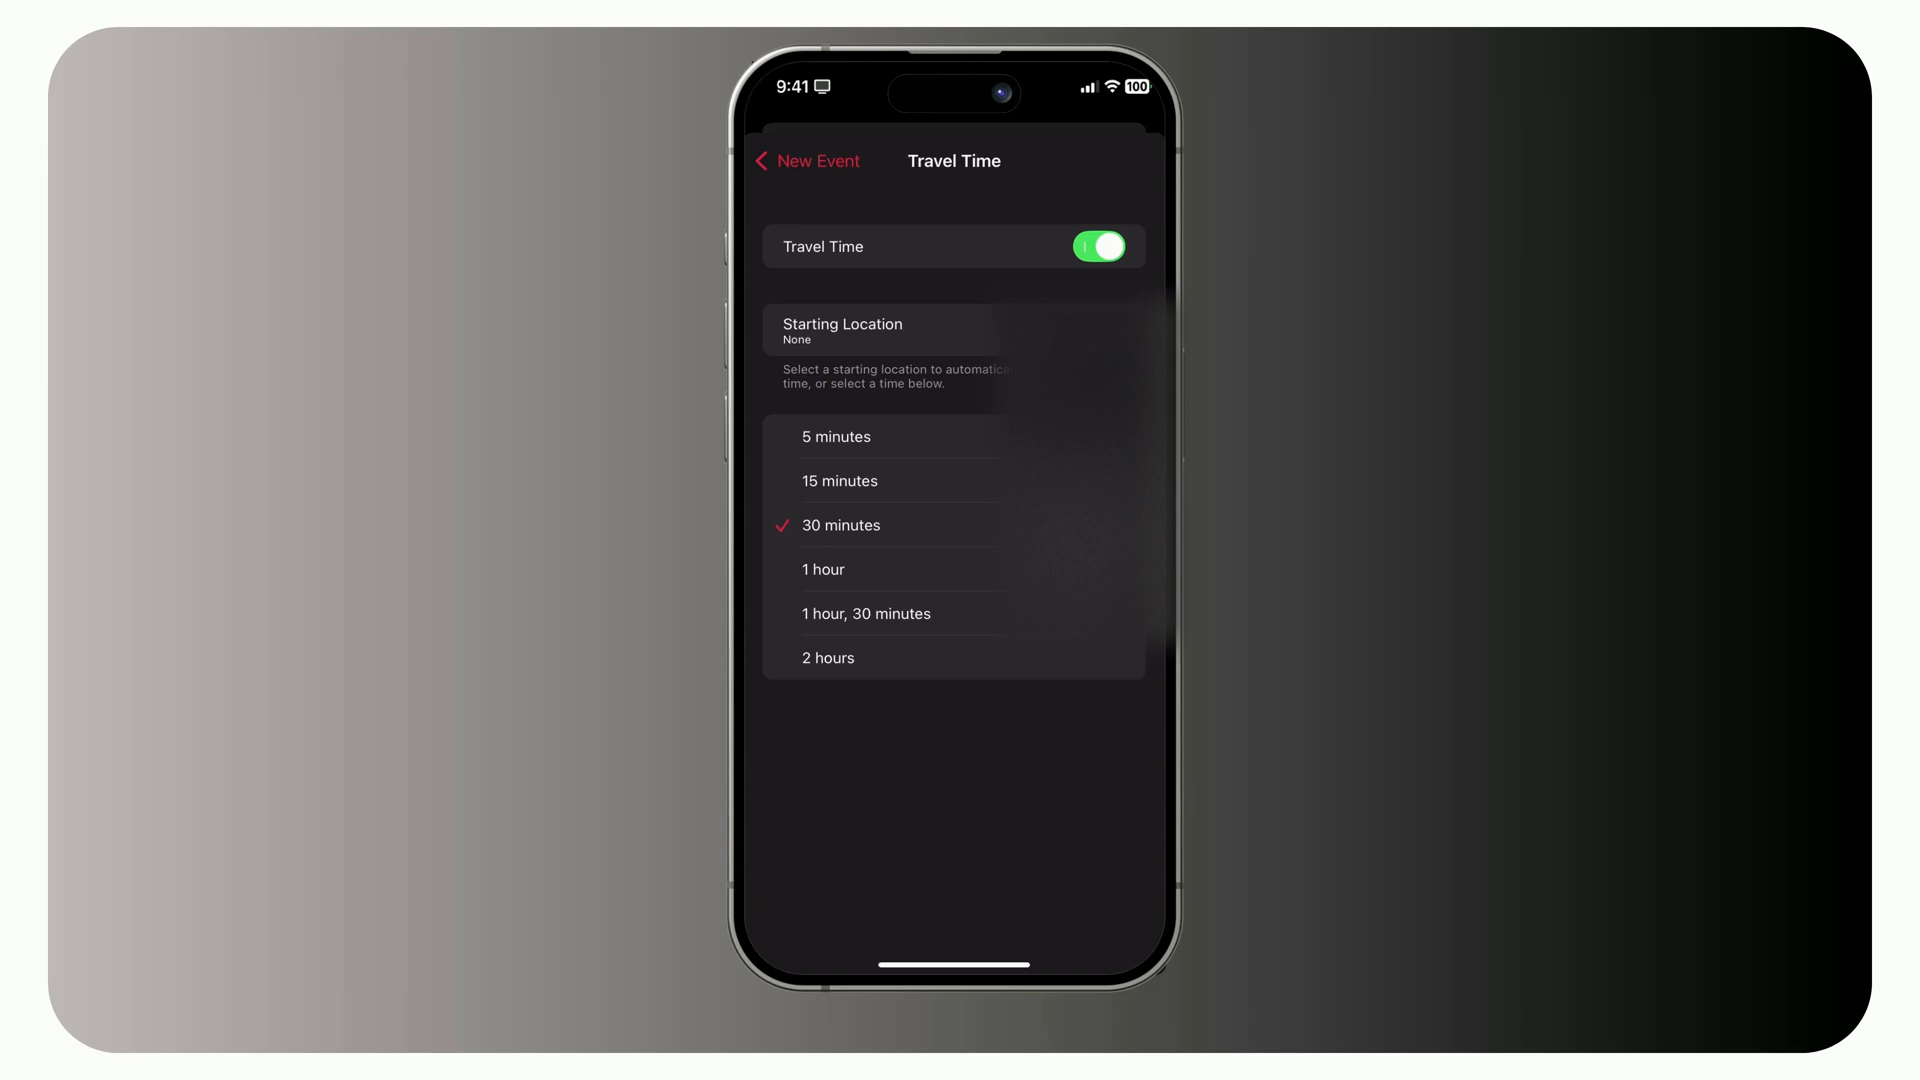 9:41
100
New Event
Travel Time
Travel Time
Starting Location
None
Select a starting location to
time, or select a time below.
5 minutes
15 minutes
30 minutes
1 hour
1 hour, 30 minutes
2 hours